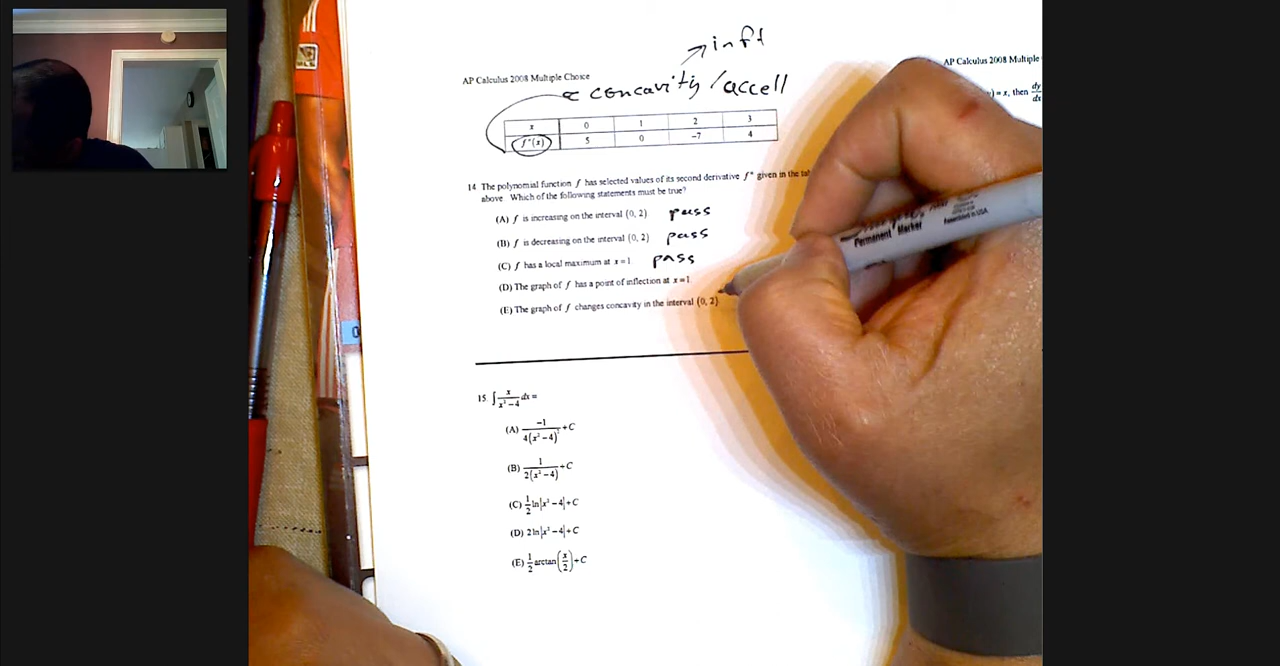 →infl
AP Calculus 2008 Multiple Choice
AP Calculus 2008 Multiple
concavity/accell
= x, then dy/dx
x 0 1 2 3
f"(x) 5 0 -7 4
14 The polynomial function f has selected values of its second derivative f" given in the
above Which of the following statements must be true?
(A) f is increasing on the interval (0, 2) pass
(B) f is decreasing on the interval (0, 2) pass
(C) f has a local maximum at x = 1 pass
(D) The graph of f has a point of inflection at x = 1
(E) The graph of f changes concavity in the interval (0, 2)
15. ∫ x/(x² - 4) dx =
(A) -1/(4(x² - 4)²) + C
(B) 1/(2(x² - 4)) + C
(C) 1/2 ln|x² - 4| + C
(D) 2 ln|x² - 4| + C
(E) 1/2 arctan(x/2) + C
Permanent Marker